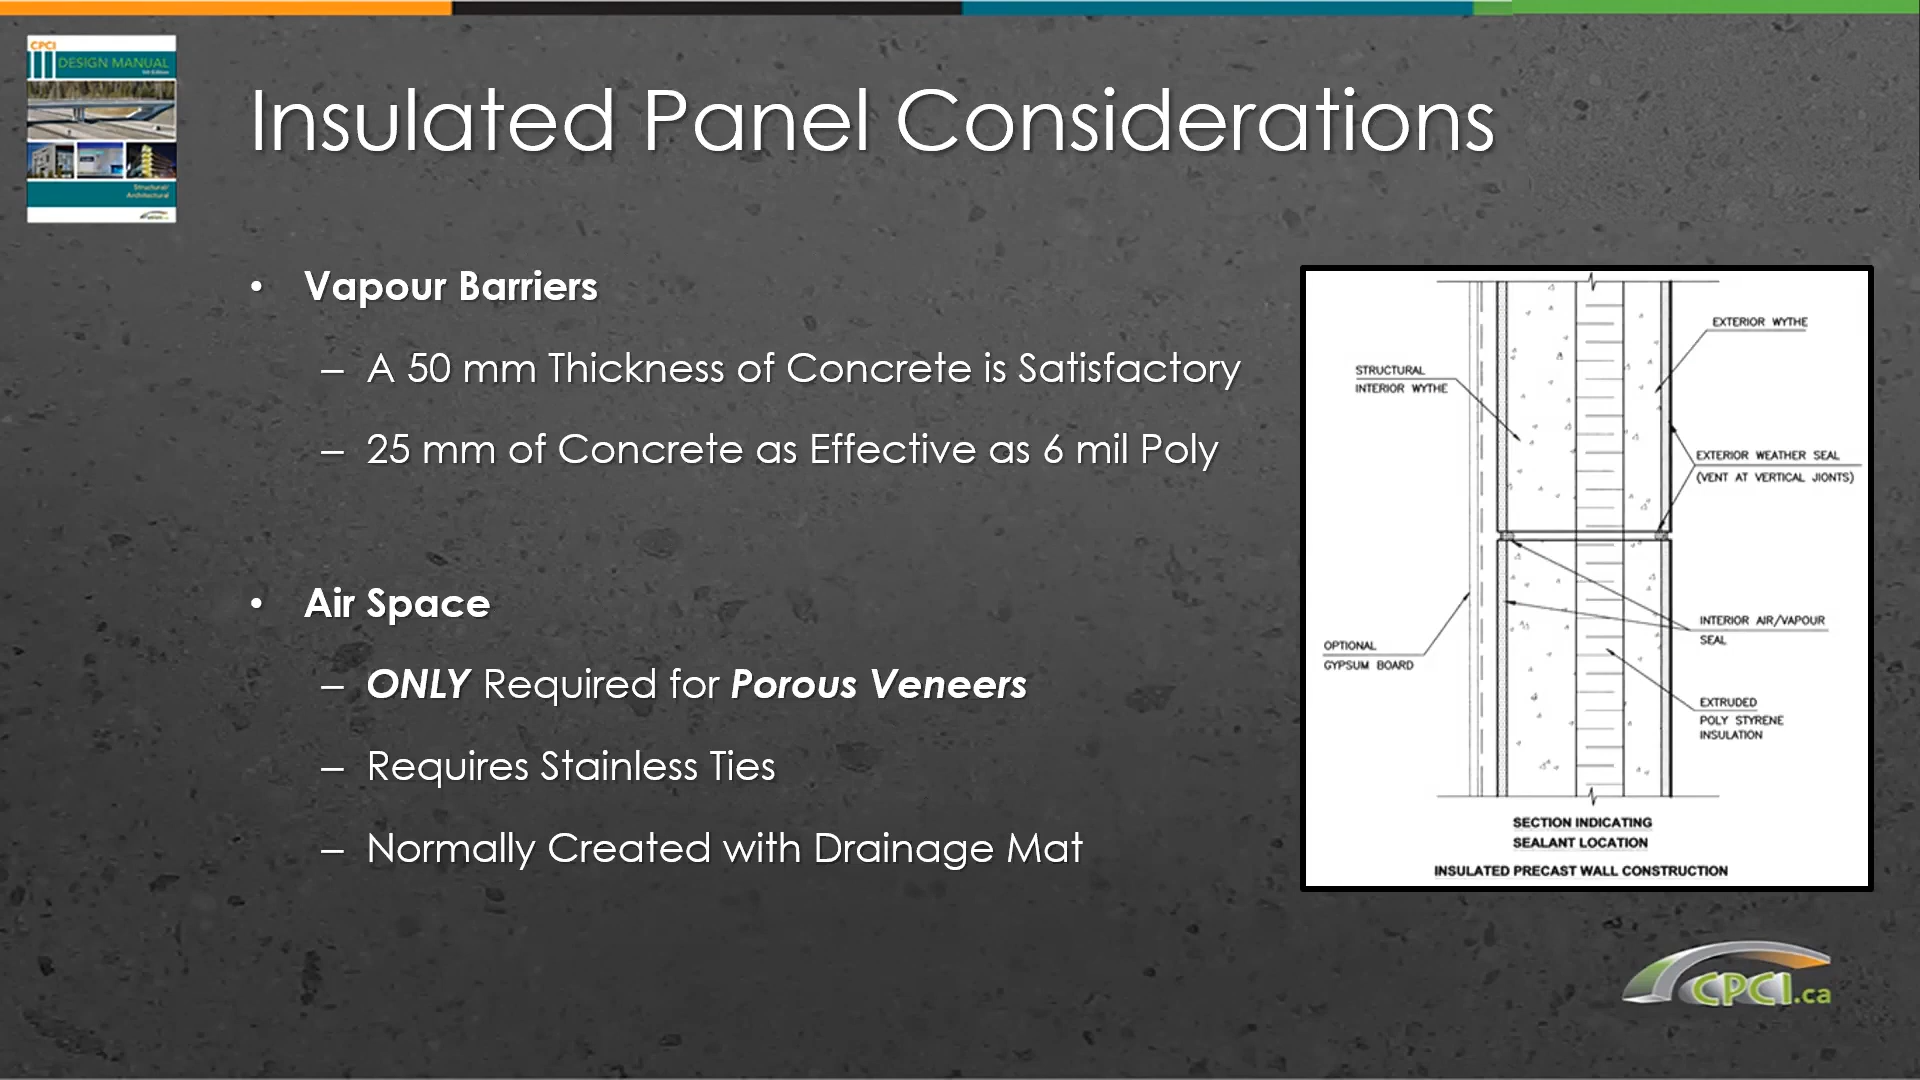 CPCI
DESIGN MANUAL
Structural/
Architectural
Insulated Panel Considerations
• Vapour Barriers
– A 50 mm Thickness of Concrete is Satisfactory
– 25 mm of Concrete as Effective as 6 mil Poly
• Air Space
– ONLY Required for Porous Veneers
– Requires Stainless Ties
– Normally Created with Drainage Mat
EXTERIOR WYTHE
STRUCTURAL
INTERIOR WYTHE
EXTERIOR WEATHER SEAL
(VENT AT VERTICAL JIONTS)
INTERIOR AIR/VAPOUR
SEAL
OPTIONAL
GYPSUM BOARD
EXTRUDED
POLY STYRENE
INSULATION
SECTION INDICATING
SEALANT LOCATION
INSULATED PRECAST WALL CONSTRUCTION
CPCI.ca